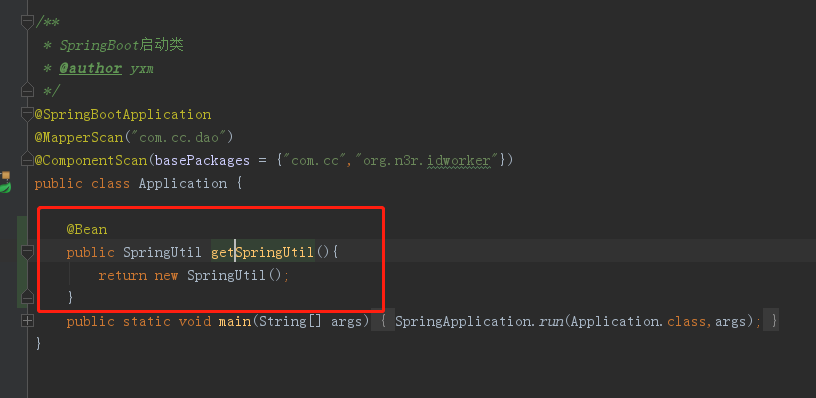 /**
 * SpringBoot启动类
 * @author yxm
 */
@SpringBootApplication
@MapperScan("com.cc.dao")
@ComponentScan(basePackages = {"com.cc","org.n3r.idworker"})
public class Application {
@Bean
public SpringUtil getSpringUtil(){
return new SpringUtil();
}
public static void main(String[] args) { SpringApplication.run(Application.class,args); }
}